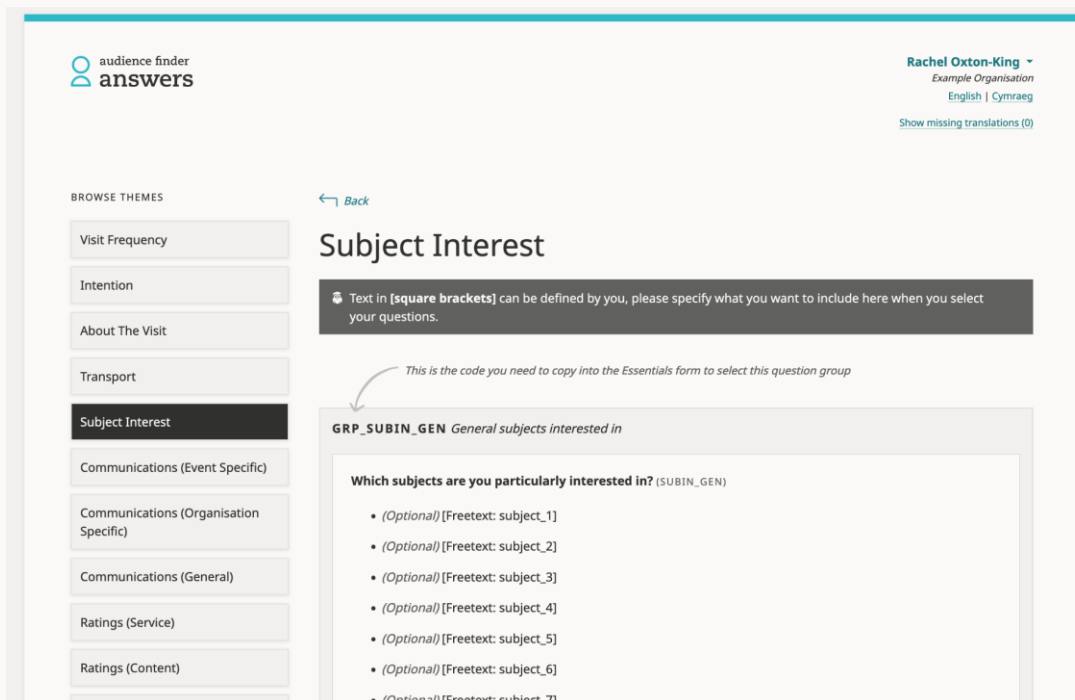 audience finder
answers
Rachel Oxton-King
Example Organisation
English | Cymraeg
Show missing translations (0)
BROWSE THEMES
Visit Frequency
Intention
About The Visit
Transport
Subject Interest
Communications (Event Specific)
Communications (Organisation
Specific)
Communications (General)
Ratings (Service)
Ratings (Content)
Back
Subject Interest
Text in [square brackets] can be defined by you, please specify what you want to include here when you select
your questions.
This is the code you need to copy into the Essentials form to select this question group
GRP_SUBIN_GEN General subjects interested in
Which subjects are you particularly interested in? (SUBIN_GEN)
• (Optional) [Freetext: subject_1]
• (Optional) [Freetext: subject_2]
• (Optional) [Freetext: subject_3]
• (Optional) [Freetext: subject_4]
• (Optional) [Freetext: subject_5]
• (Optional) [Freetext: subject_6]
• (Optional) [Freetext: subject_7]